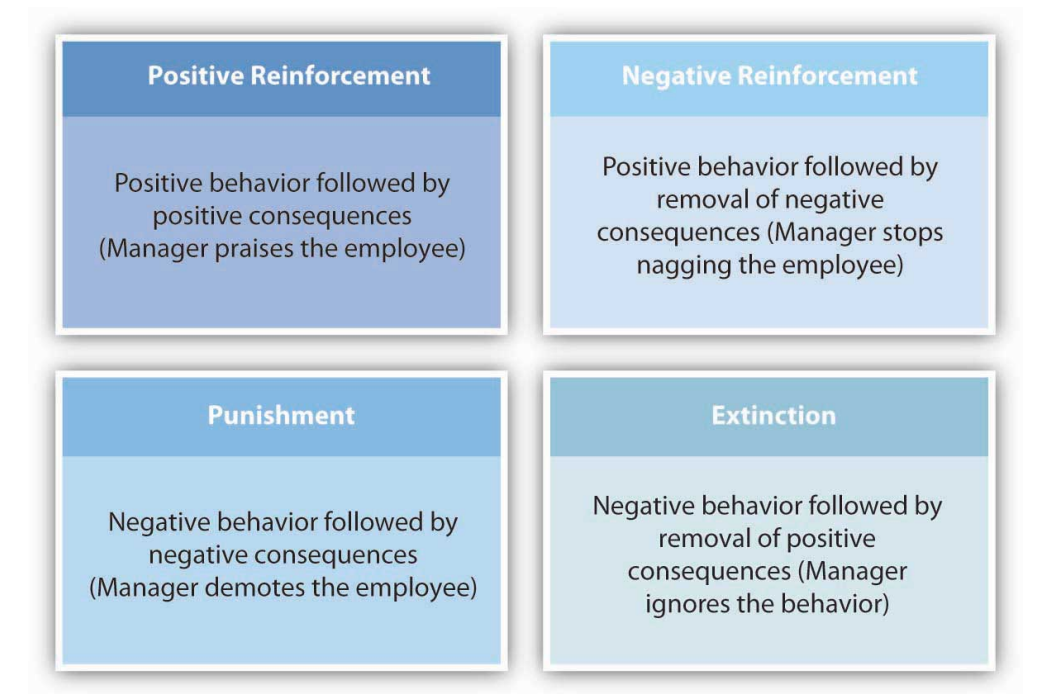 Positive Reinforcement
Positive behavior followed by
positive consequences
(Manager praises the employee)
Negative Reinforcement
Positive behavior followed by
removal of negative
consequences (Manager stops
nagging the employee)
Punishment
Negative behavior followed by
negative consequences
(Manager demotes the employee)
Extinction
Negative behavior followed by
removal of positive
consequences (Manager
ignores the behavior)